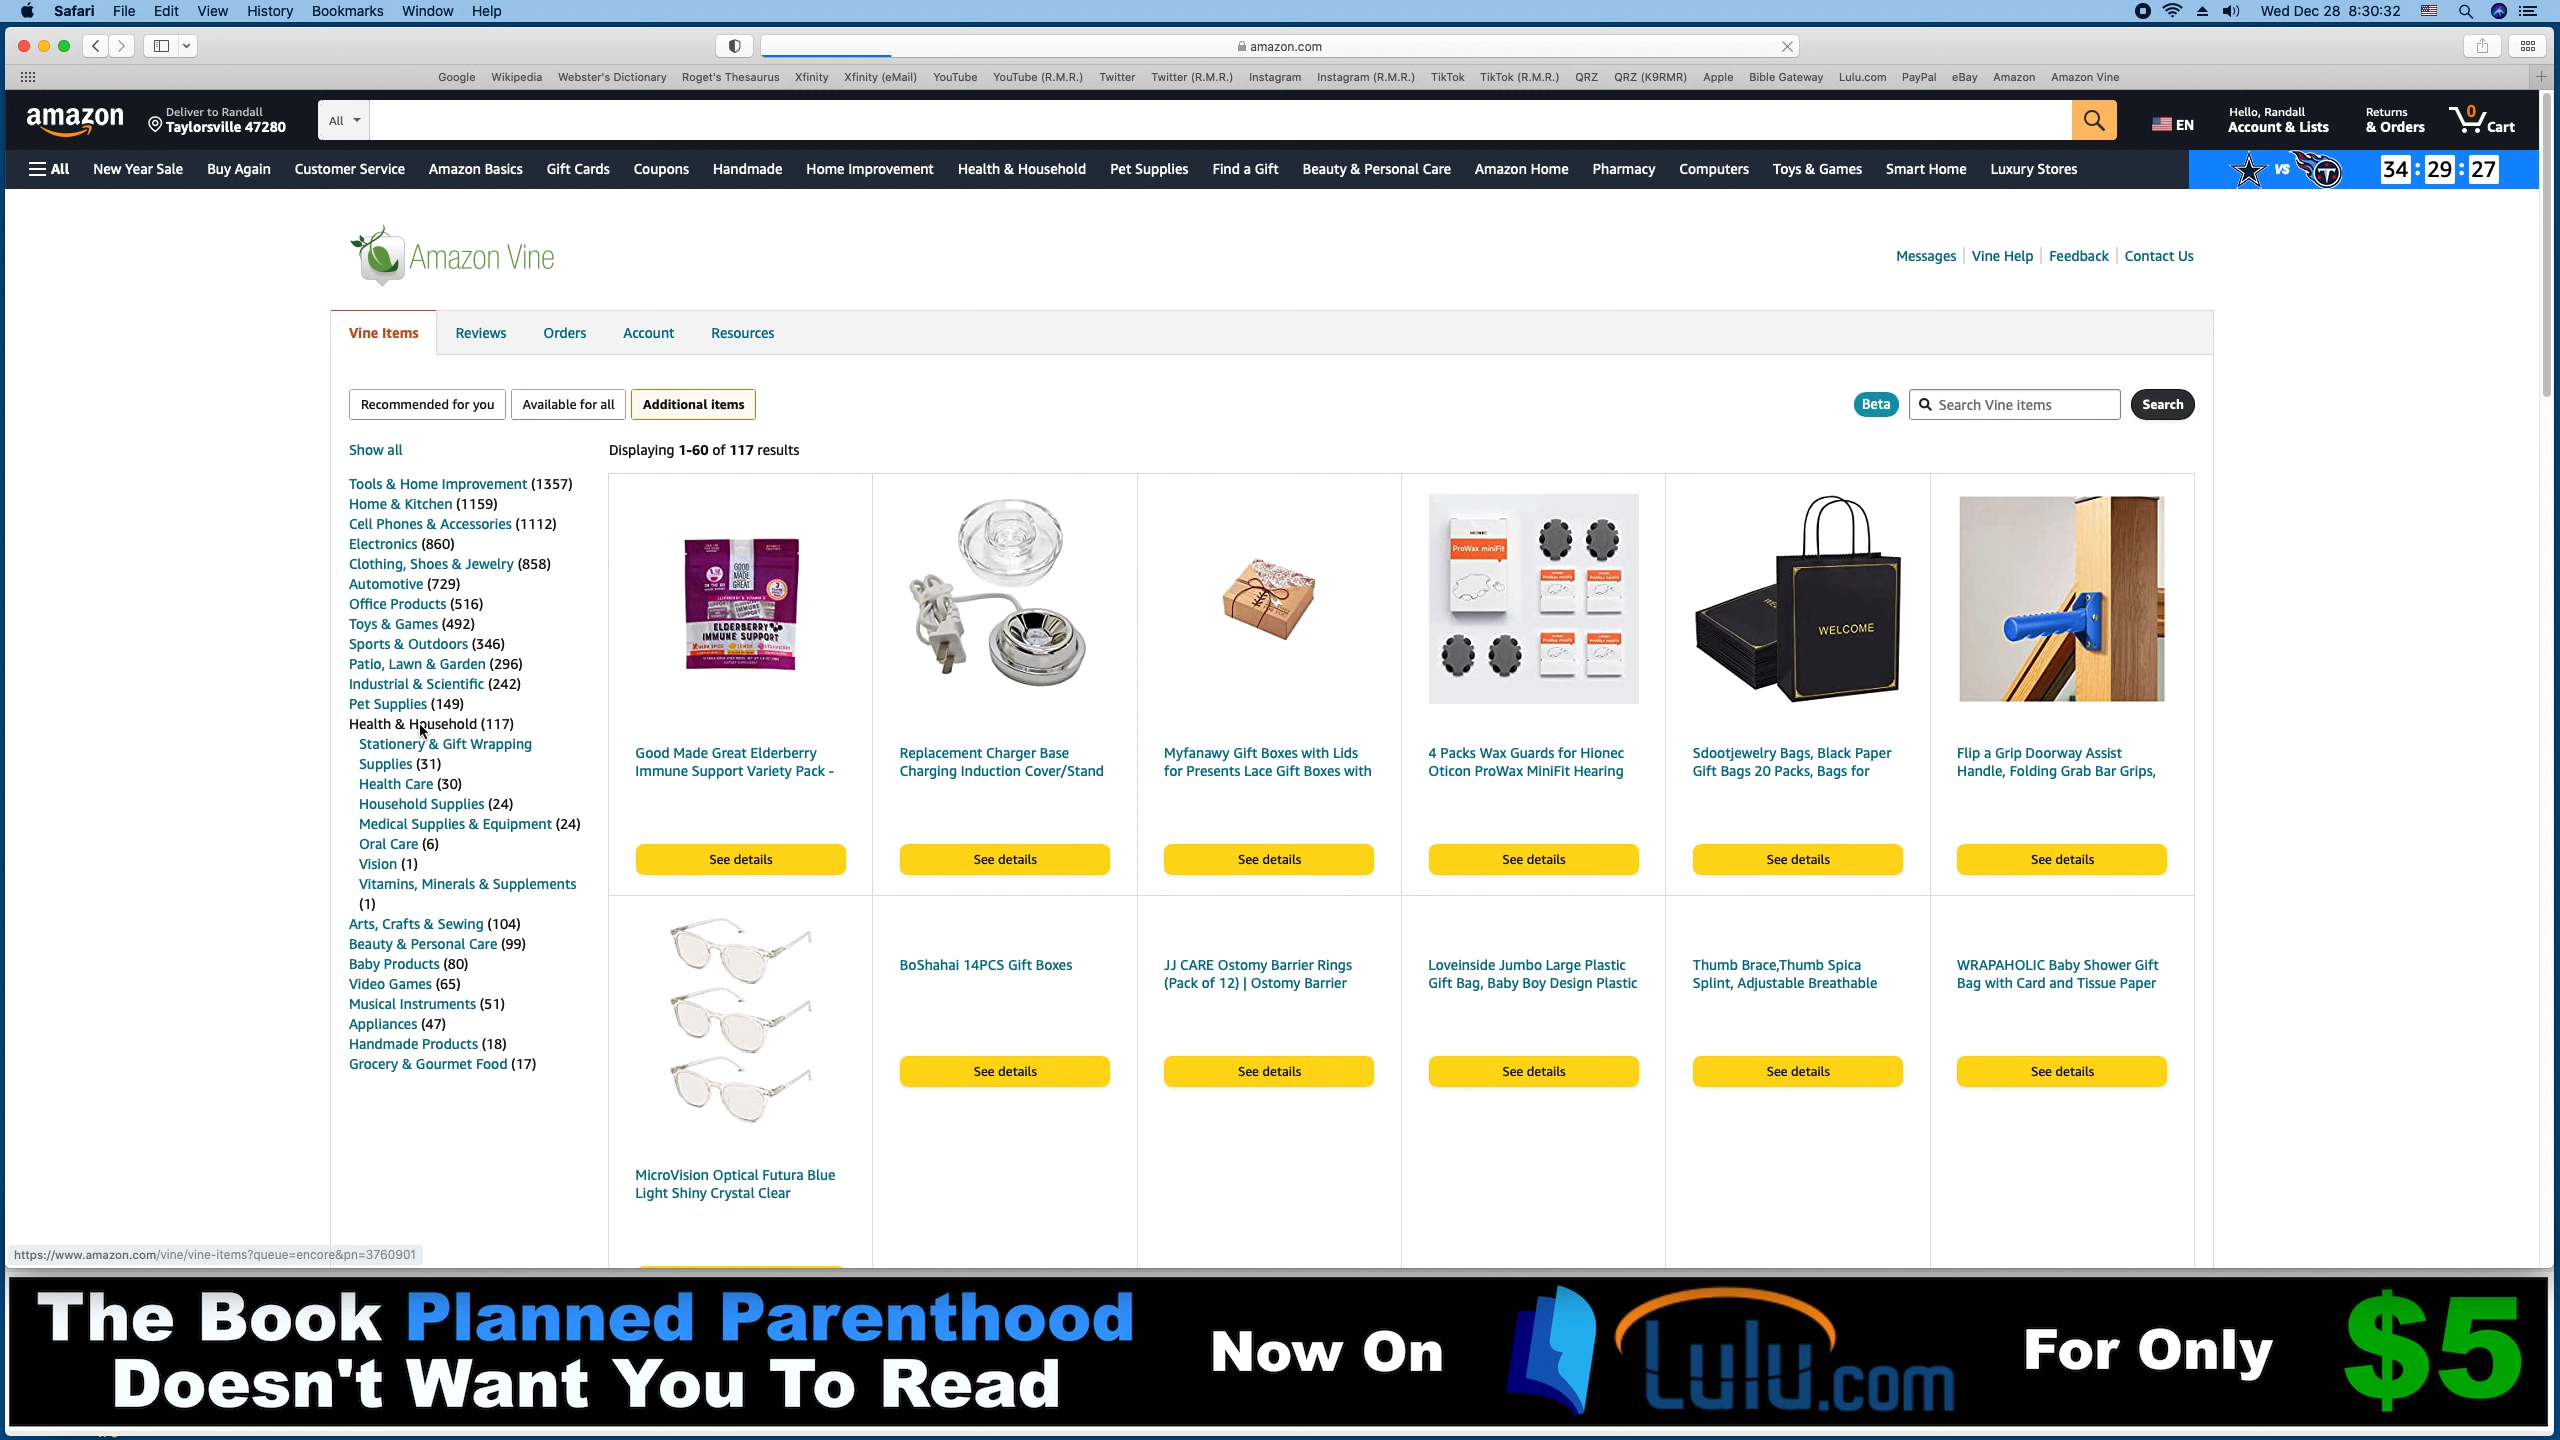 Safari File Edit View History Bookmarks Window Help
Wed Dec 28 8:30:32
amazon.com
Google Wikipedia Webster's Dictionary Roget's Thesaurus Xfinity Xfinity (eMail) YouTube YouTube (R.M.R.) Twitter Twitter (R.M.R.) Instagram Instagram (R.M.R.) TikTok TikTok (R.M.R.) QRZ QRZ (K9RMR) Apple Bible Gateway Lulu.com PayPal eBay Amazon Amazon Vine
amazon
Deliver to Randall
Taylorsville 47280
All
EN
Hello, Randall
Account & Lists
Returns
& Orders
0
Cart
All New Year Sale Buy Again Customer Service Amazon Basics Gift Cards Coupons Handmade Home Improvement Health & Household Pet Supplies Find a Gift Beauty & Personal Care Amazon Home Pharmacy Computers Toys & Games Smart Home Luxury Stores
VS T 34:29:27
Amazon Vine
Messages Vine Help Feedback Contact Us
Vine Items Reviews Orders Account Resources
Recommended for you Available for all Additional items
Beta Search Vine items Search
Show all
Displaying 1-60 of 117 results
Tools & Home Improvement (1357)
Home & Kitchen (1159)
Cell Phones & Accessories (1112)
Electronics (860)
Clothing, Shoes & Jewelry (858)
Automotive (729)
Office Products (516)
Toys & Games (492)
Sports & Outdoors (346)
Patio, Lawn & Garden (296)
Industrial & Scientific (242)
Pet Supplies (149)
Health & Household (117)
Stationery & Gift Wrapping
Supplies (31)
Health Care (30)
Household Supplies (24)
Medical Supplies & Equipment (24)
Oral Care (6)
Vision (1)
Vitamins, Minerals & Supplements
(1)
Arts, Crafts & Sewing (104)
Beauty & Personal Care (99)
Baby Products (80)
Video Games (65)
Musical Instruments (51)
Appliances (47)
Handmade Products (18)
Grocery & Gourmet Food (17)
GOOD
MADE
GREAT
ELDERBERRY
IMMUNE SUPPORT
Good Made Great Elderberry
Immune Support Variety Pack -
See details
Replacement Charger Base
Charging Induction Cover/Stand
See details
Myfanawy Gift Boxes with Lids
for Presents Lace Gift Boxes with
See details
ProWax miniFit
ProWax miniFit
ProWax miniFit
ProWax miniFit
ProWax miniFit
4 Packs Wax Guards for Hionec
Oticon ProWax MiniFit Hearing
See details
WELCOME
Sdootjewelry Bags, Black Paper
Gift Bags 20 Packs, Bags for
See details
Flip a Grip Doorway Assist
Handle, Folding Grab Bar Grips,
See details
MicroVision Optical Futura Blue
Light Shiny Crystal Clear
BoShahai 14PCS Gift Boxes
See details
JJ CARE Ostomy Barrier Rings
(Pack of 12) | Ostomy Barrier
See details
Loveinside Jumbo Large Plastic
Gift Bag, Baby Boy Design Plastic
See details
Thumb Brace,Thumb Spica
Splint, Adjustable Breathable
See details
WRAPAHOLIC Baby Shower Gift
Bag with Card and Tissue Paper
See details
https://www.amazon.com/vine/vine-items?queue=encore&pn=3760901
The Book Planned Parenthood
Doesn't Want You To Read
Now On
Lulu.com
For Only
$5